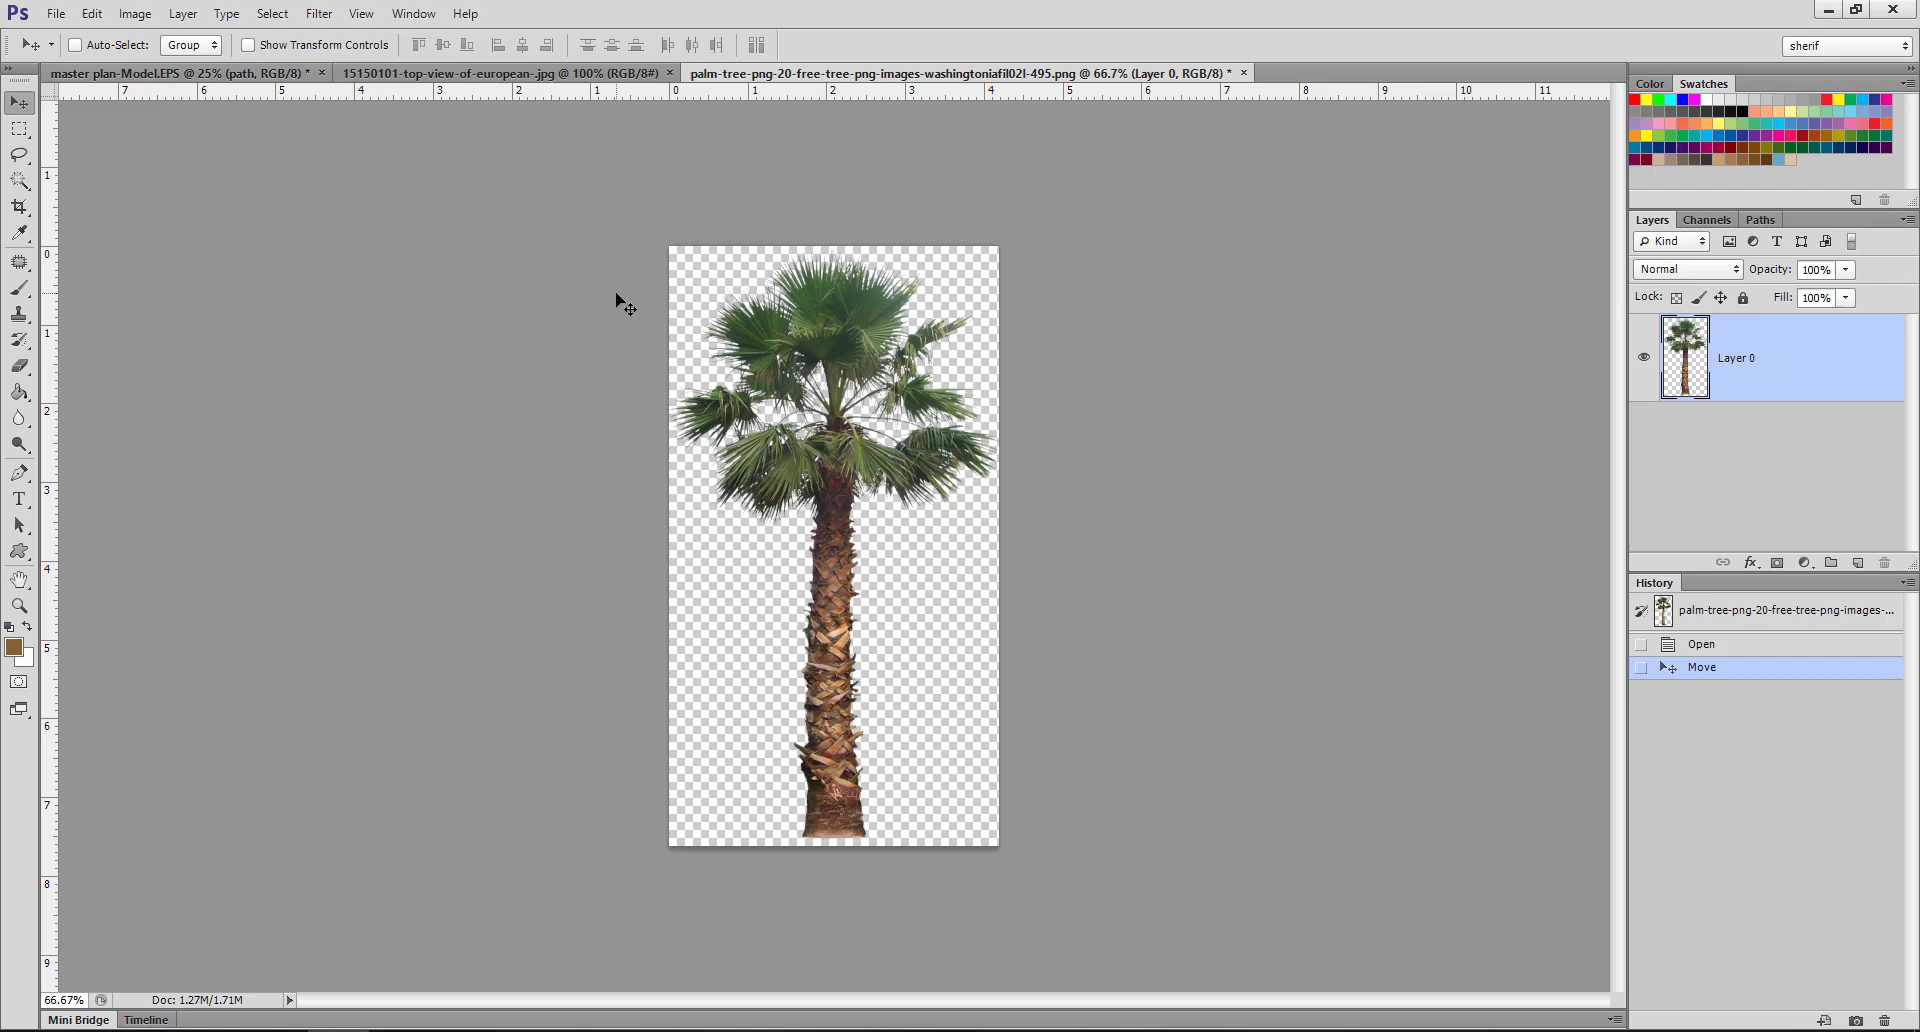 Ps File Edit Image Layer Type Select Filter View Window Help
Auto-Select: Group Show Transform Controls sherif
master plan-Model.EPS @ 25% (path, RGB/8) * × 15150101-top-view-of-european-.jpg @ 100% (RGB/8#) × palm-tree-png-20-free-tree-png-images-washingtoniafil02l-495.png @ 66.7% (Layer 0, RGB/8) * ×
7 6 5 4 3 2 1 0 1 2 3 4 5 6 7 8 9 10 11
1
0
1
2
3
4
5
6
7
8
9
Color Swatches
Layers Channels Paths
Kind
Normal Opacity: 100%
Lock: Fill: 100%
Layer 0
fx
History
palm-tree-png-20-free-tree-png-images-...
Open
Move
66.67% Doc: 1.27M/1.71M
Mini Bridge Timeline